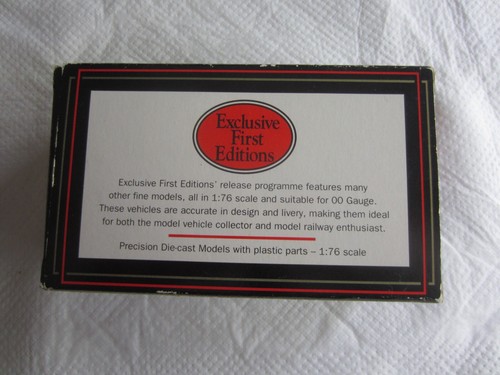 Exclusive
First
Editions
Exclusive First Editions' release programme features many
other fine models, all in 1:76 scale and suitable for 00 Gauge.
These vehicles are accurate in design and livery, making them ideal
for both the model vehicle collector and model railway enthusiast.
Precision Die-cast Models with plastic parts – 1:76 scale